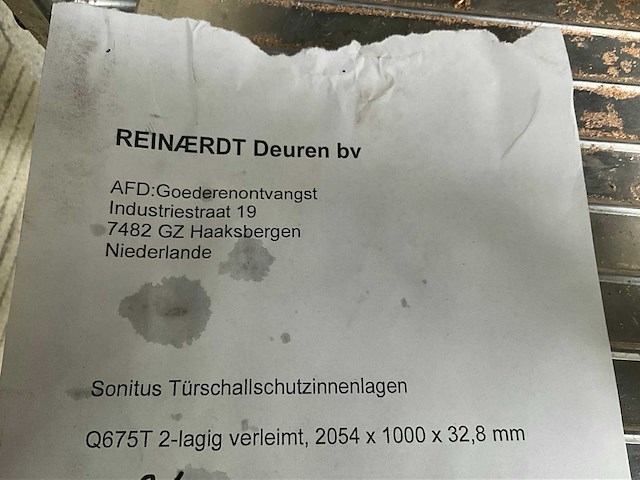 REINÆRDT Deuren bv
AFD:Goederenontvangst
Industriestraat 19
7482 GZ Haaksbergen
Niederlande
Sonitus Türschallschutzinnenlagen
Q675T 2-lagig verleimt, 2054 x 1000 x 32,8 mm